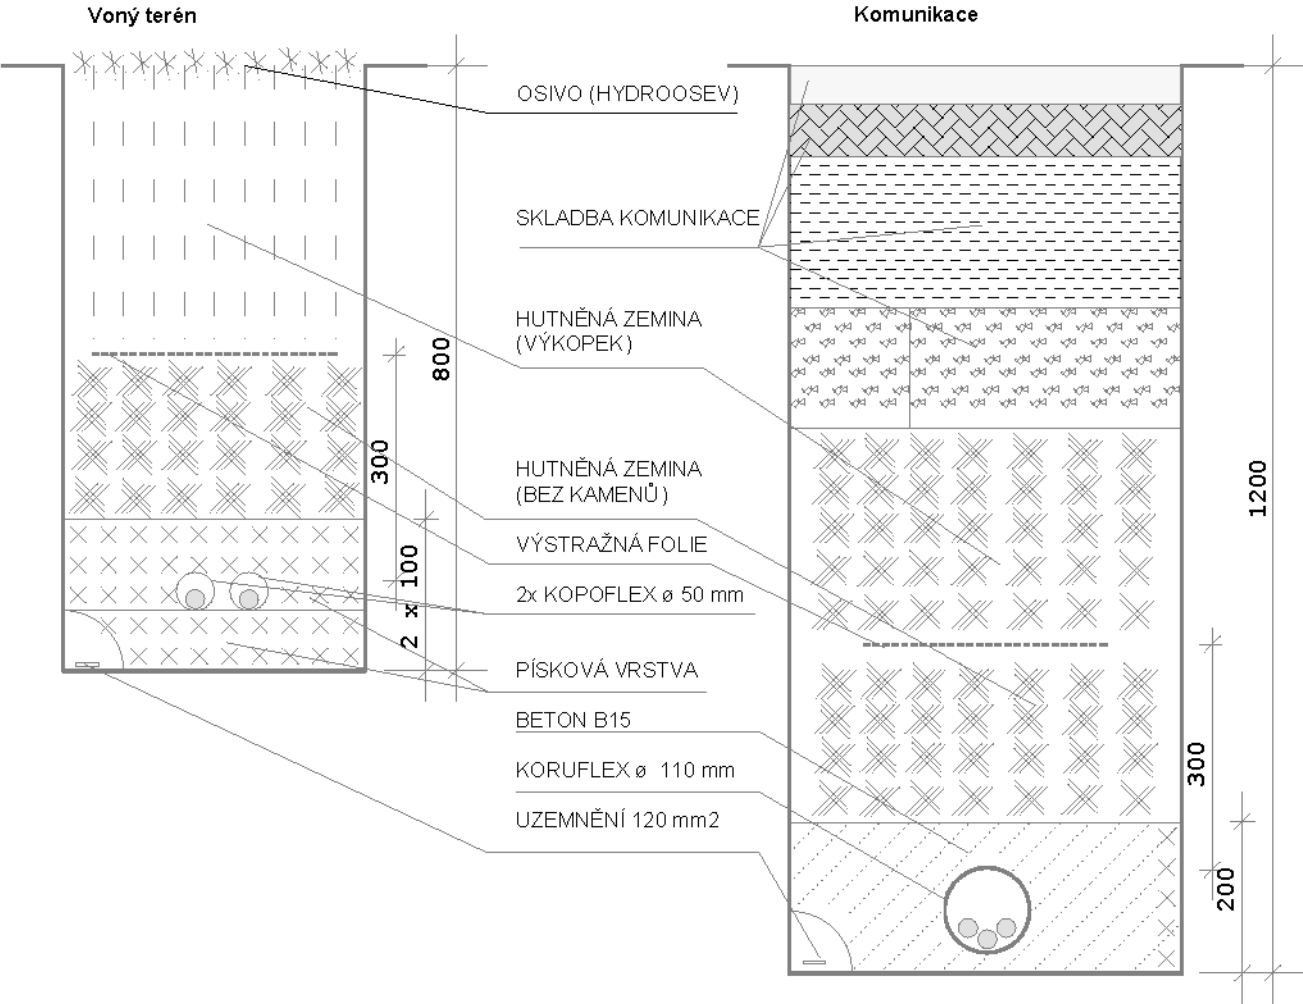 Voný terén
Komunikace
OSIVO (HYDROOSEV)
SKLADBA KOMUNIKACE
HUTNĚNÁ ZEMINA
(VÝKOPEK)
800
300
HUTNĚNÁ ZEMINA
(BEZ KAMENŮ)
1200
VÝSTRAŽNÁ FOLIE
2 x 100
2x KOPOFLEX ø 50 mm
PÍSKOVÁ VRSTVA
BETON B15
KORUFLEX ø 110 mm
300
UZEMNĚNÍ 120 mm2
200